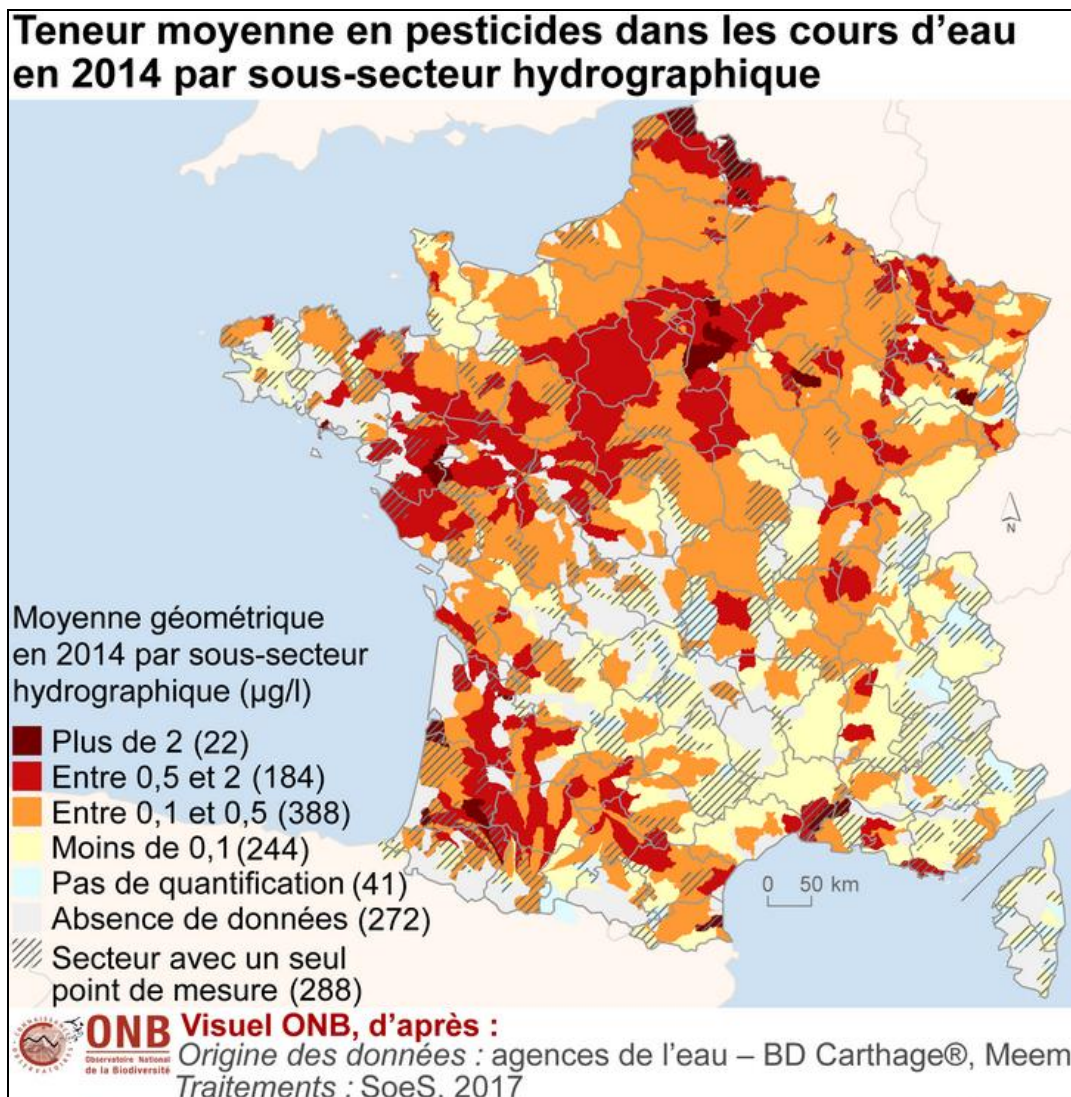 Teneur moyenne en pesticides dans les cours d'eau
en 2014 par sous-secteur hydrographique
N
Moyenne géométrique
en 2014 par sous-secteur
hydrographique (µg/l)
Plus de 2 (22)
Entre 0,5 et 2 (184)
Entre 0,1 et 0,5 (388)
Moins de 0,1 (244)
Pas de quantification (41)
Absence de données (272)
Secteur avec un seul
point de mesure (288)
0 50 km
ONB
Observatoire National
de la Biodiversité
Visuel ONB, d'après :
Origine des données : agences de l'eau – BD Carthage®, Meem
Traitements : SoeS, 2017